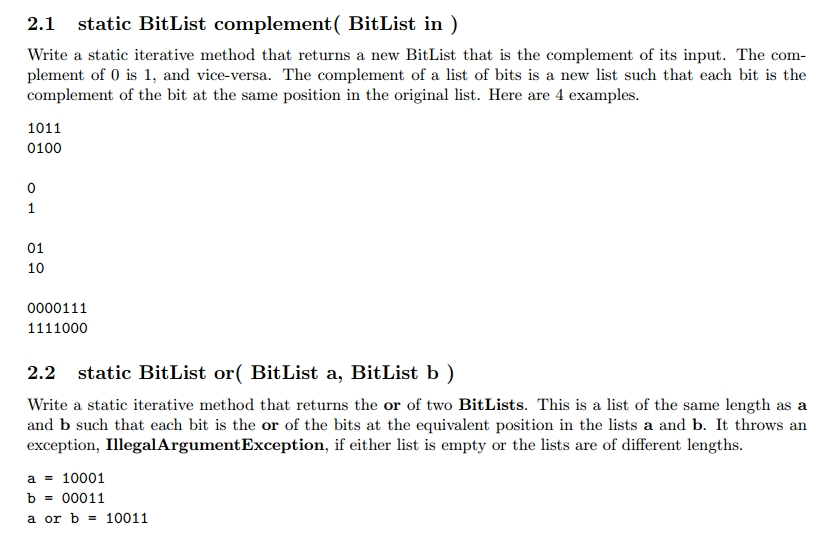 2.1 static BitList complement( BitList in )
Write a static iterative method that returns a new BitList that is the complement of its input. The com-
plement of 0 is 1, and vice-versa. The complement of a list of bits is a new list such that each bit is the
complement of the bit at the same position in the original list. Here are 4 examples.
1011
0100
0
1
01
10
0000111
1111000
2.2 static BitList or( BitList a, BitList b )
Write a static iterative method that returns the or of two BitLists. This is a list of the same length as a
and b such that each bit is the or of the bits at the equivalent position in the lists a and b. It throws an
exception, IllegalArgumentException, if either list is empty or the lists are of different lengths.
a = 10001
b = 00011
a or b = 10011